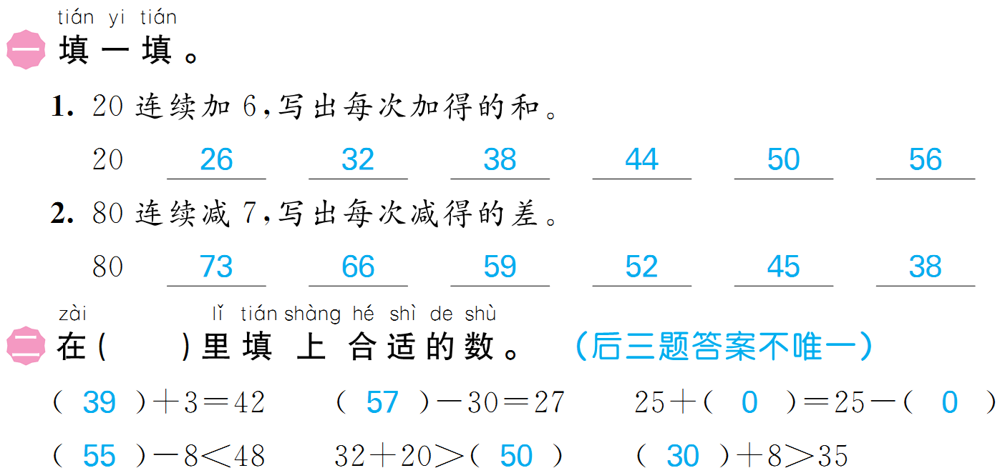 tián yi tián
一 填一填。
1. 20 连续加 6,写出每次加得的和。
20 26 32 38 44 50 56
2. 80 连续减 7,写出每次减得的差。
80 73 66 59 52 45 38
zài lǐ tián shàng hé shì de shù
二 在( )里填上合适的数。 (后三题答案不唯一)
( 39 )+3=42 ( 57 )-30=27 25+( 0 )=25-( 0 )
( 55 )-8<48 32+20>( 50 ) ( 30 )+8>35